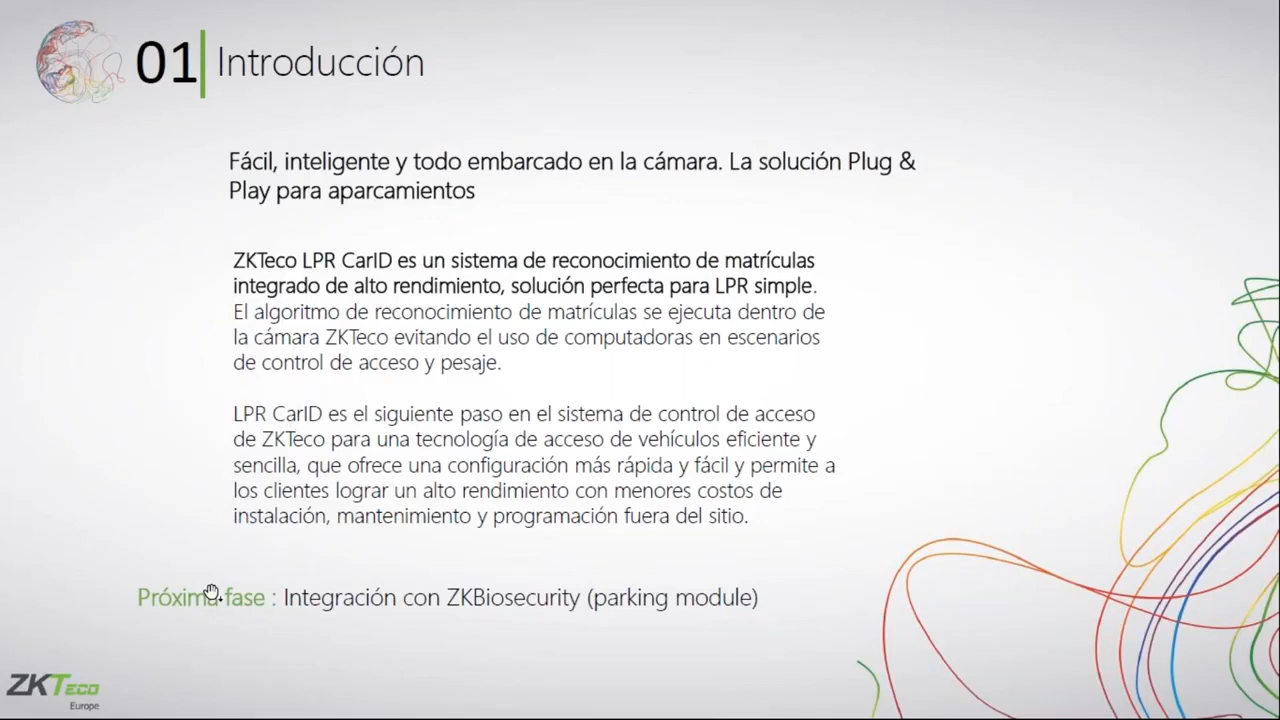 01 Introducción
Fácil, inteligente y todo embarcado en la cámara. La solución Plug &
Play para aparcamientos
ZKTeco LPR CarID es un sistema de reconocimiento de matrículas
integrado de alto rendimiento, solución perfecta para LPR simple.
El algoritmo de reconocimiento de matrículas se ejecuta dentro de
la cámara ZKTeco evitando el uso de computadoras en escenarios
de control de acceso y pesaje.
LPR CarID es el siguiente paso en el sistema de control de acceso
de ZKTeco para una tecnología de acceso de vehículos eficiente y
sencilla, que ofrece una configuración más rápida y fácil y permite a
los clientes lograr un alto rendimiento con menores costos de
instalación, mantenimiento y programación fuera del sitio.
Próxima fase : Integración con ZKBiosecurity (parking module)
ZKTeco
Europe